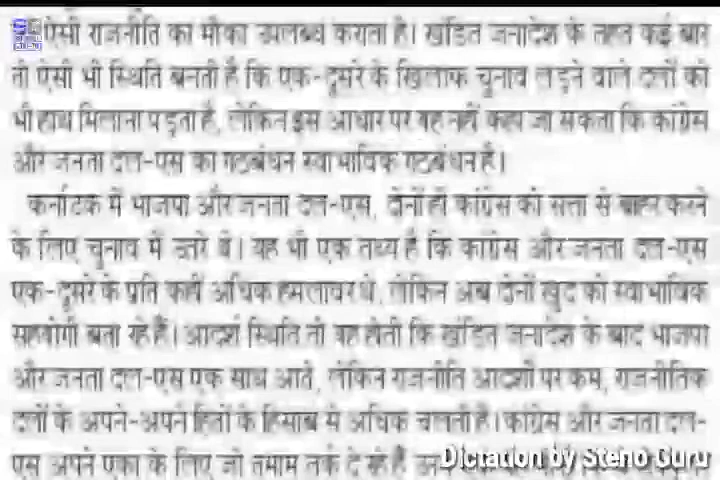 ऐसी राजनीति का मौका उपलब्ध कराता है। खंडित जनादेश के तहत कई बार
तो ऐसी भी स्थिति बनती है कि एक-दूसरे के खिलाफ चुनाव लड़ने वाले दलों को
भी हाथ मिलाना पड़ता है, लेकिन इस आधार पर यह नहीं कहा जा सकता कि कांग्रेस
और जनता दल-एस का गठबंधन स्वाभाविक गठबंधन है।
कर्नाटक में भाजपा और जनता दल-एस, दोनों ही कांग्रेस को सत्ता से बाहर करने
के लिए चुनाव में उतरे थे। यह भी एक तथ्य है कि कांग्रेस और जनता दल-एस
एक-दूसरे के प्रति कहीं अधिक हमलावर थे, लेकिन अब दोनों खुद को स्वाभाविक
सहयोगी बता रहे हैं। आदर्श स्थिति तो यह होती कि खंडित जनादेश के बाद भाजपा
और जनता दल-एस एक साथ आते, लेकिन राजनीति आदर्शों पर कम, राजनीतिक
दलों के अपने-अपने हितों के हिसाब से अधिक चलती है। कांग्रेस और जनता दल-
एस अपने एका के लिए जो तमाम तर्क दे रहे हैं
Dictation by Steno Guru